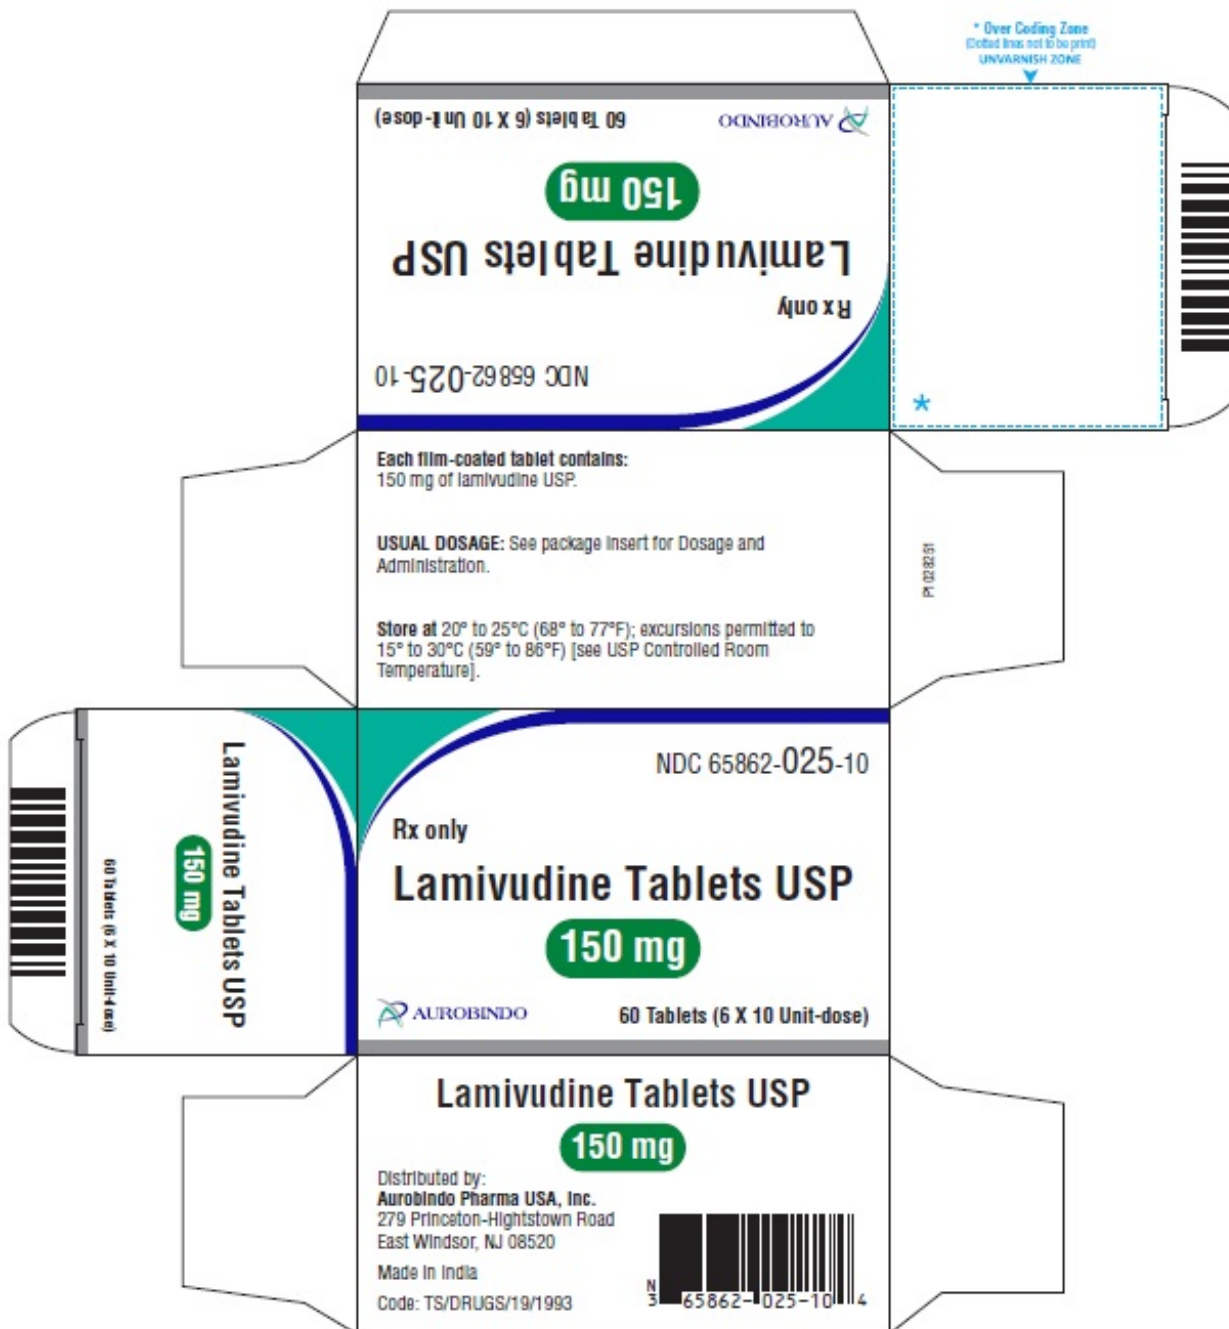 * Over Coding Zone
(Dotted lines not to be print)
UNVARNISH ZONE
60 Tablets (6 X 10 Unit-dose)
AUROBINDO
150 mg
Lamivudine Tablets USP
Rx only
NDC 65862-025-10
*
Each film-coated tablet contains:
150 mg of lamivudine USP.
USUAL DOSAGE: See package insert for Dosage and
Administration.
Store at 20° to 25°C (68° to 77°F); excursions permitted to
15° to 30°C (59° to 86°F) [see USP Controlled Room
Temperature].
P1028251
Lamivudine Tablets USP
150 mg
60 Tablets (6 X 10 Unit-dose)
NDC 65862-025-10
Rx only
Lamivudine Tablets USP
150 mg
AUROBINDO
60 Tablets (6 X 10 Unit-dose)
Lamivudine Tablets USP
150 mg
Distributed by:
Aurobindo Pharma USA, Inc.
279 Princeton-Hightstown Road
East Windsor, NJ 08520
Made in India
Code: TS/DRUGS/19/1993
N
3 65862-025-10 4